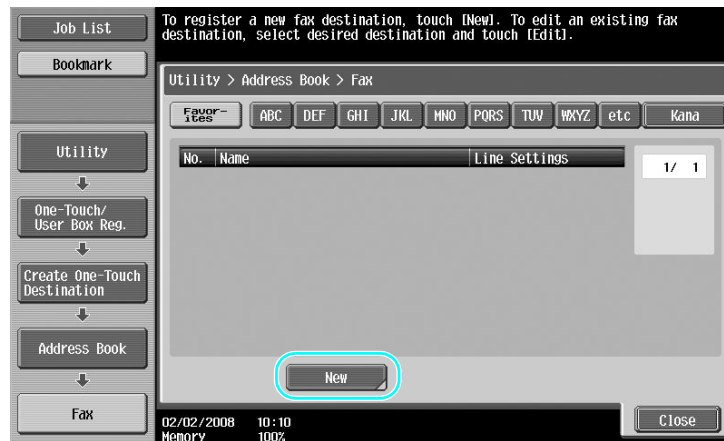 Job List
Bookmark
To register a new fax destination, touch [New]. To edit an existing fax
destination, select desired destination and touch [Edit].
Utility > Address Book > Fax
Favor-
ites
ABC DEF GHI JKL MNO PQRS TUV WXYZ etc Kana
No. Name Line Settings
1/ 1
Utility
One-Touch/
User Box Reg.
Create One-Touch
Destination
Address Book
Fax
New
02/02/2008 10:10
Memory 100%
Close